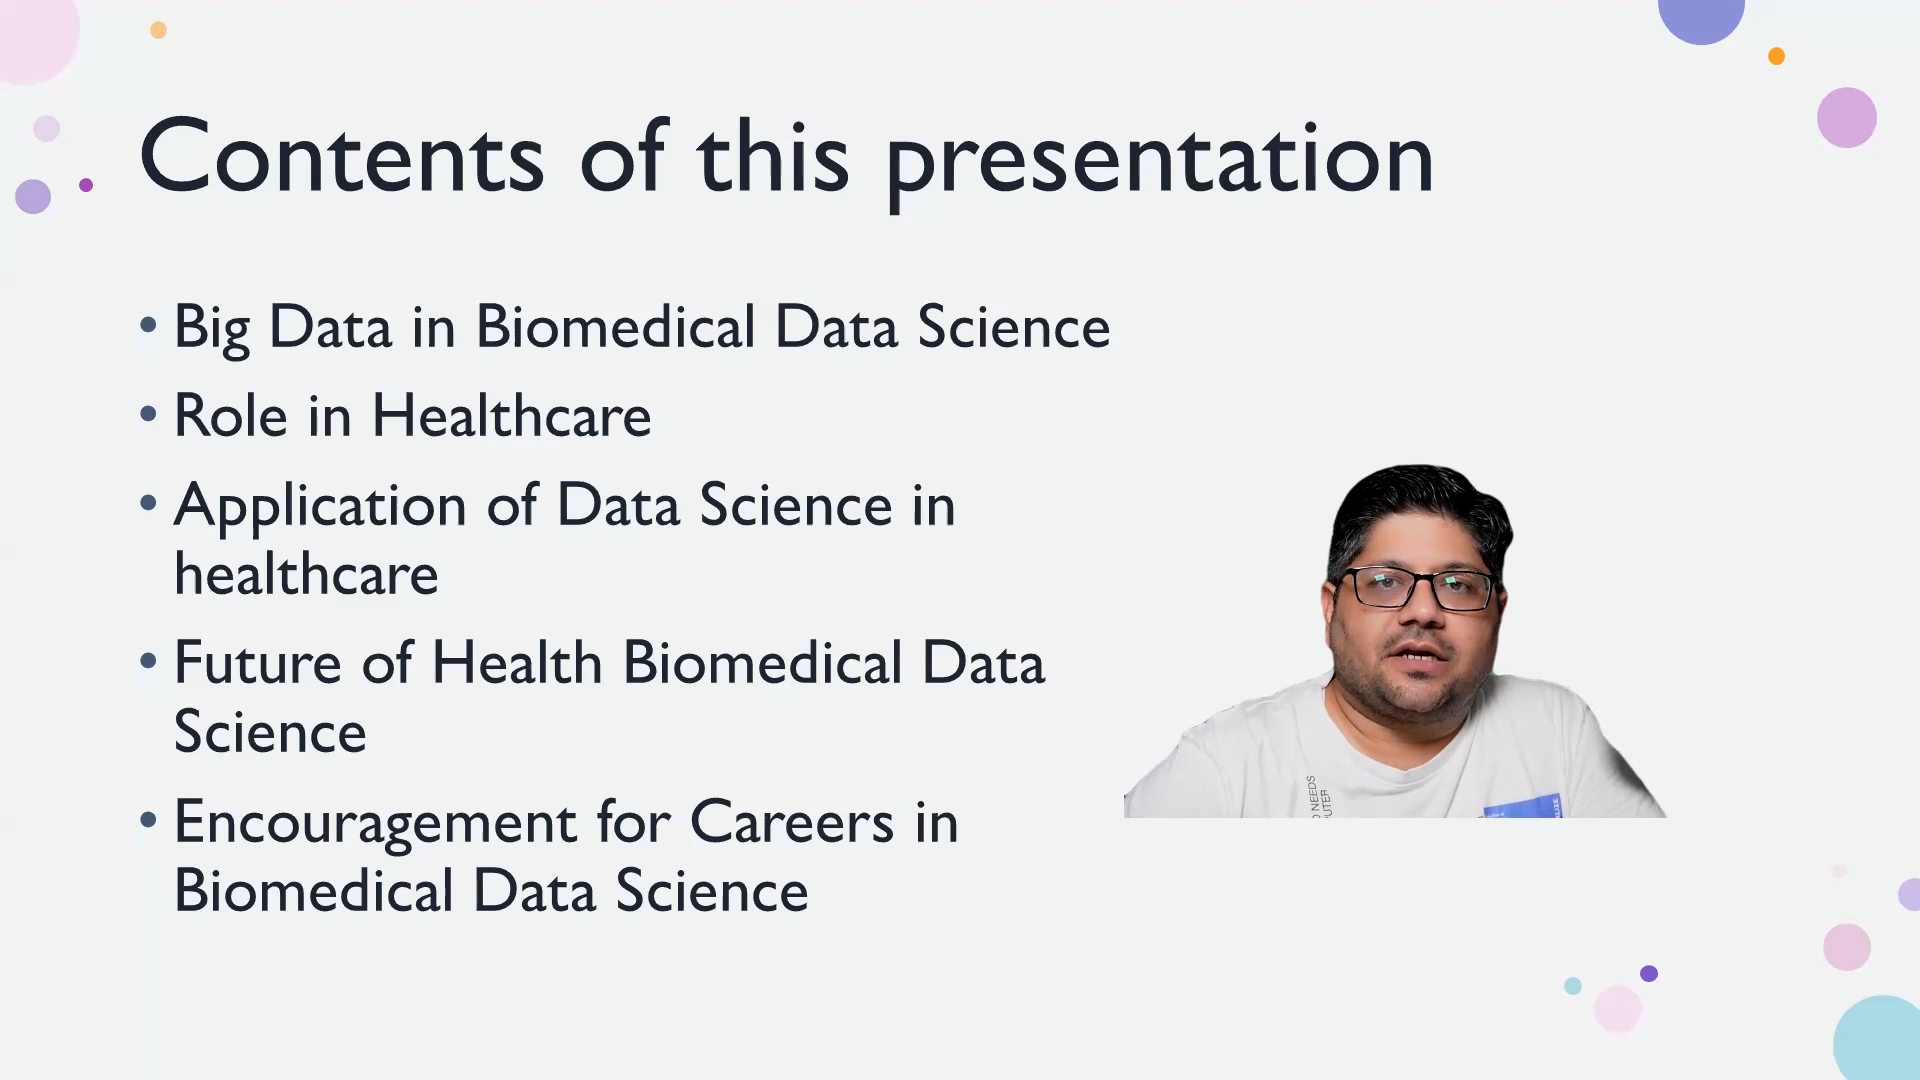 Contents of this presentation
• Big Data in Biomedical Data Science
• Role in Healthcare
• Application of Data Science in
healthcare
• Future of Health Biomedical Data
Science
• Encouragement for Careers in
Biomedical Data Science
NEEDS